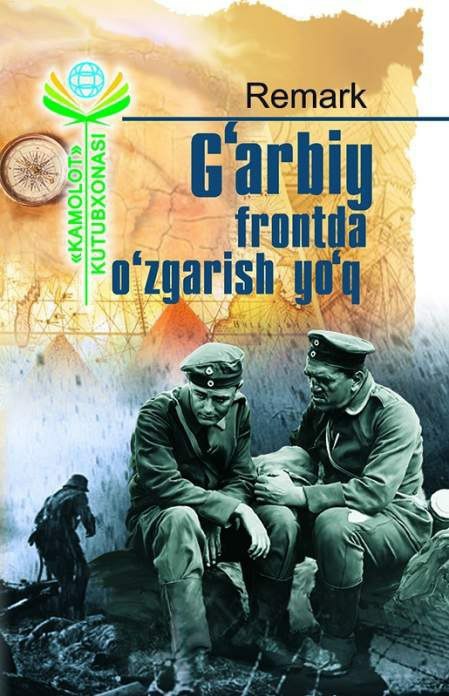 Remark
G‘arbiy
frontda
o‘zgarish yo‘q
«KAMOLOT»
KUTUBXONASI